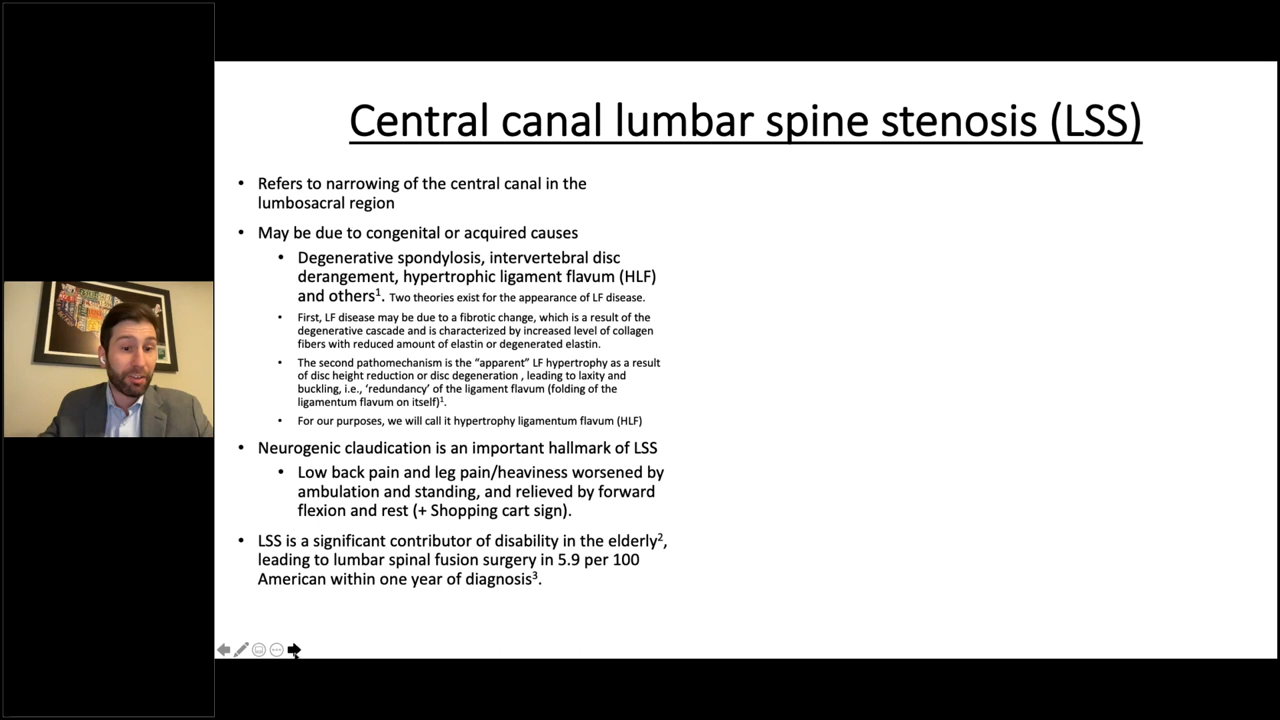 Central canal lumbar spine stenosis (LSS)
• Refers to narrowing of the central canal in the
lumbosacral region
• May be due to congenital or acquired causes
• Degenerative spondylosis, intervertebral disc
derangement, hypertrophic ligament flavum (HLF)
and others¹. Two theories exist for the appearance of LF disease.
• First, LF disease may be due to a fibrotic change, which is a result of the
degenerative cascade and is characterized by increased level of collagen
fibers with reduced amount of elastin or degenerated elastin.
• The second pathomechanism is the “apparent” LF hypertrophy as a result
of disc height reduction or disc degeneration , leading to laxity and
buckling, i.e., ‘redundancy’ of the ligament flavum (folding of the
ligamentum flavum on itself)¹.
• For our purposes, we will call it hypertrophy ligamentum flavum (HLF)
• Neurogenic claudication is an important hallmark of LSS
• Low back pain and leg pain/heaviness worsened by
ambulation and standing, and relieved by forward
flexion and rest (+ Shopping cart sign).
• LSS is a significant contributor of disability in the elderly²,
leading to lumbar spinal fusion surgery in 5.9 per 100
American within one year of diagnosis³.